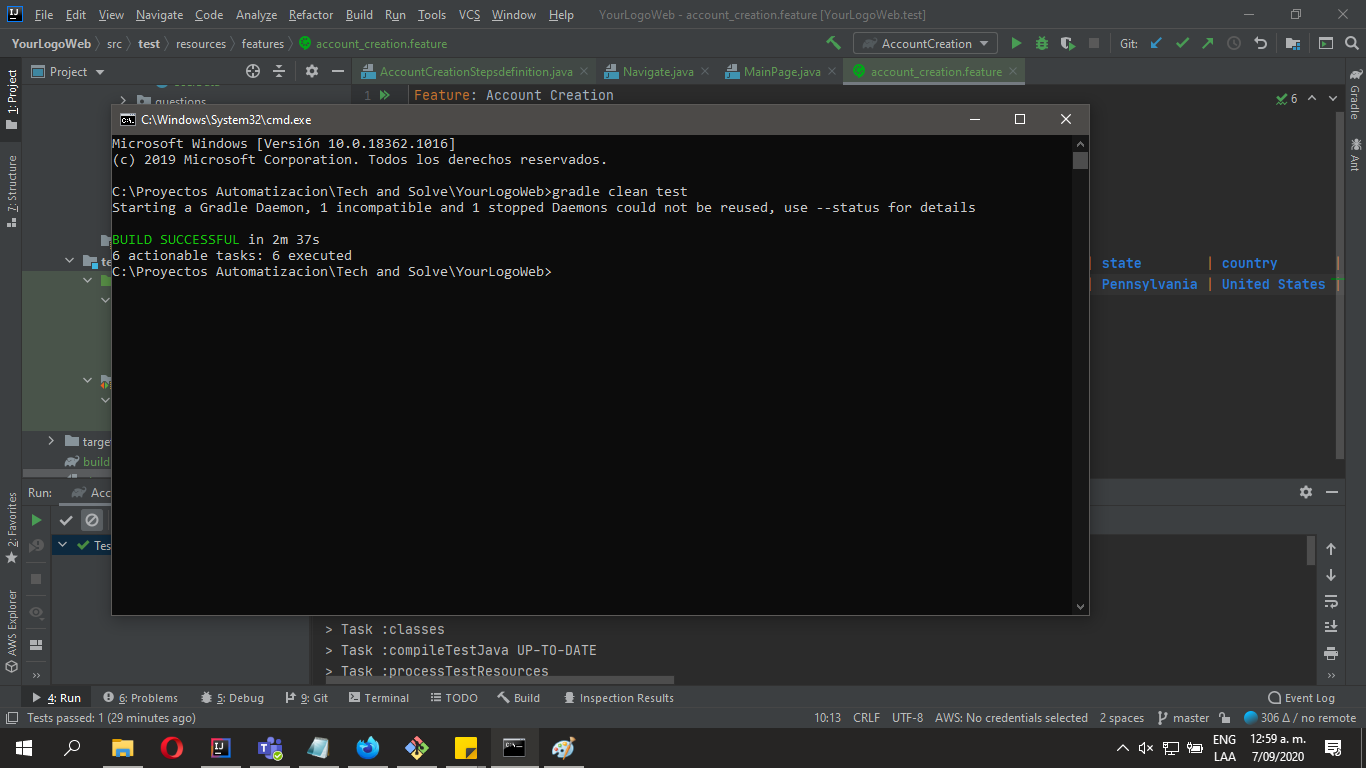 File Edit View Navigate Code Analyze Refactor Build Run Tools VCS Window Help YourLogoWeb - account_creation.feature [YourLogoWeb.test]
YourLogoWeb src test resources features account_creation.feature AccountCreation Git:
Project AccountCreationStepsdefinition.java Navigate.java MainPage.java account_creation.feature
1: Project
7: Structure
2: Favorites
AWS Explorer
Gradle
Ant
questions
1 Feature: Account Creation
6
C:\Windows\System32\cmd.exe
Microsoft Windows [Versión 10.0.18362.1016]
(c) 2019 Microsoft Corporation. Todos los derechos reservados.
C:\Proyectos Automatizacion\Tech and Solve\YourLogoWeb>gradle clean test
Starting a Gradle Daemon, 1 incompatible and 1 stopped Daemons could not be reused, use --status for details
BUILD SUCCESSFUL in 2m 37s
6 actionable tasks: 6 executed
C:\Proyectos Automatizacion\Tech and Solve\YourLogoWeb>
te
| state | country |
| Pennsylvania | United States |
targe
build
Run: Acc
Tes
> Task :classes
> Task :compileTestJava UP-TO-DATE
> Task :processTestResources
4: Run 6: Problems 5: Debug 9: Git Terminal TODO Build Inspection Results Event Log
Tests passed: 1 (29 minutes ago) 10:13 CRLF UTF-8 AWS: No credentials selected 2 spaces master 306 Δ / no remote
ENG 12:59 a. m.
LAA 7/09/2020